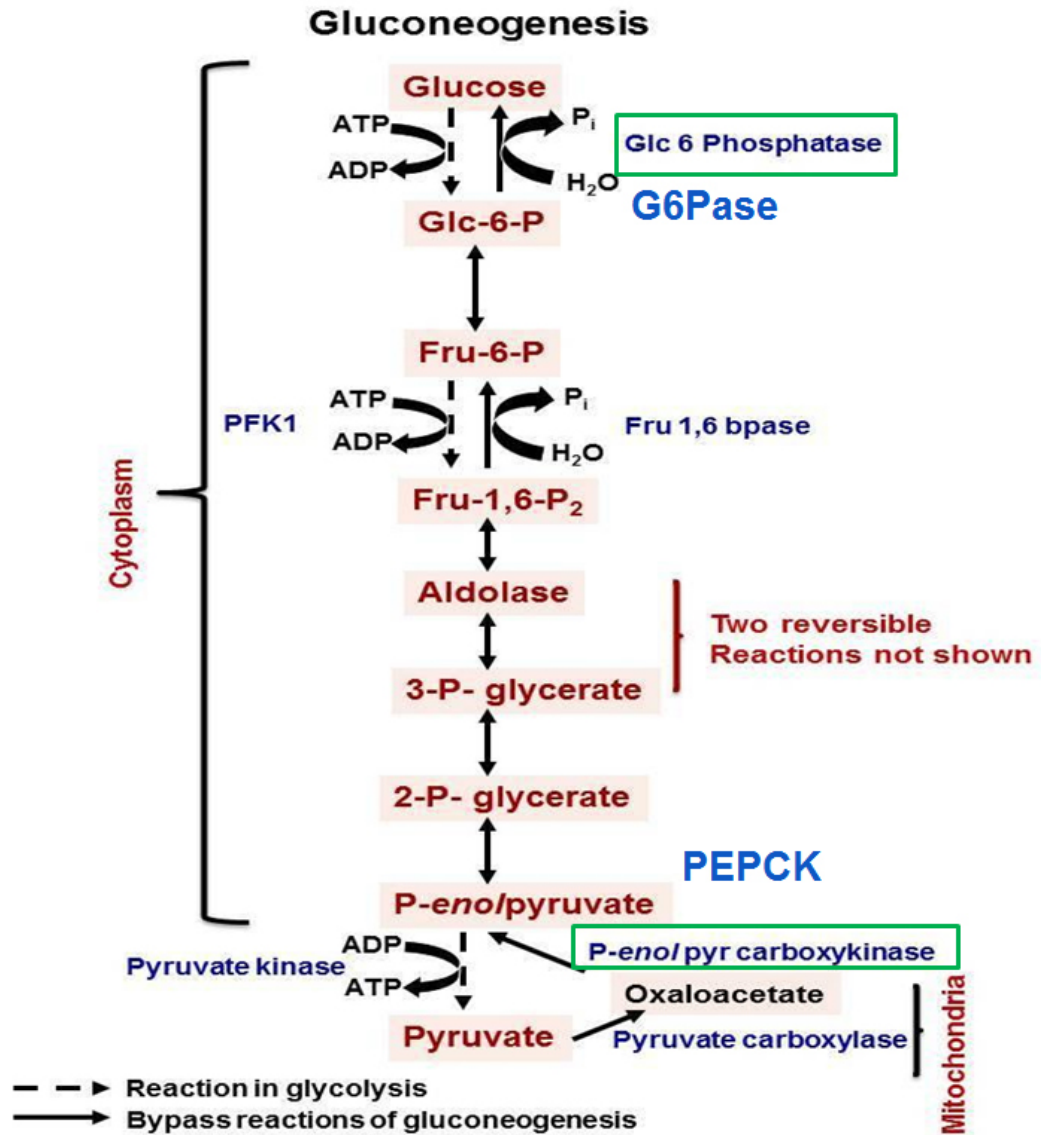 Gluconeogenesis
Glucose
ATP
ADP
Pi
H2O
Glc 6 Phosphatase
G6Pase
Glc-6-P
Fru-6-P
PFK1
ATP
ADP
Pi
H2O
Fru 1,6 bpase
Fru-1,6-P2
Cytoplasm
Aldolase
Two reversible
Reactions not shown
3-P- glycerate
2-P- glycerate
PEPCK
P-enolpyruvate
Pyruvate kinase
ADP
ATP
P-enol pyr carboxykinase
Oxaloacetate
Pyruvate
Pyruvate carboxylase
Mitochondria
Reaction in glycolysis
Bypass reactions of gluconeogenesis